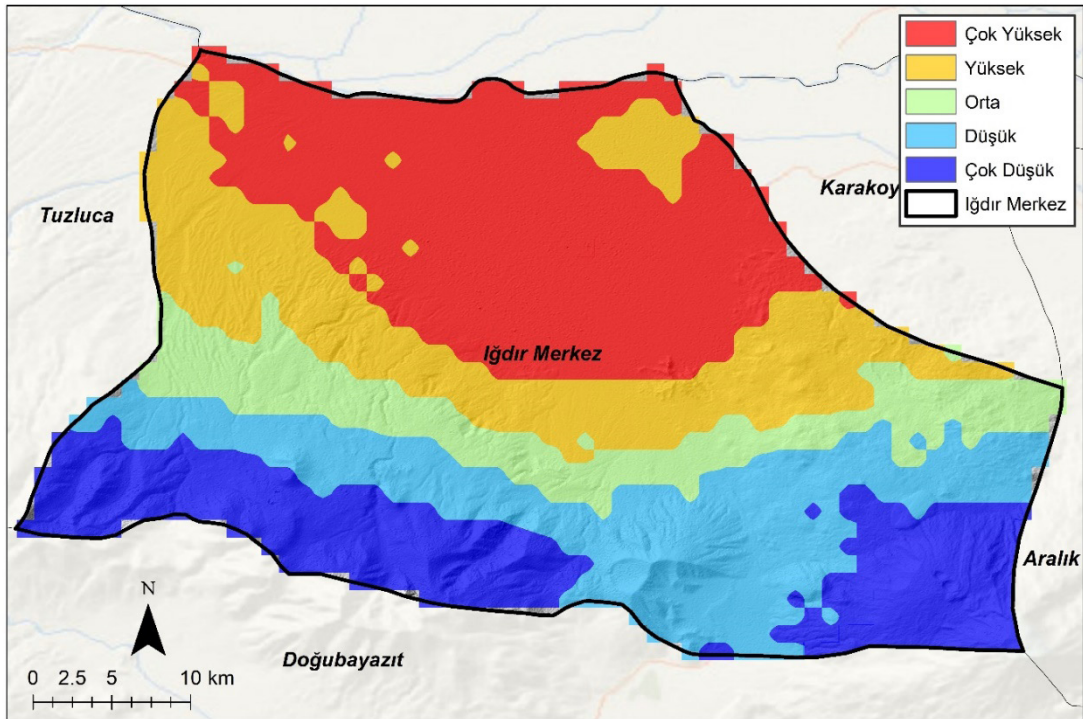 Çok Yüksek
Yüksek
Orta
Düşük
Çok Düşük
Iğdır Merkez
Karakoy
Tuzluca
Iğdır Merkez
Aralık
Doğubayazıt
N
0 2.5 5 10 km